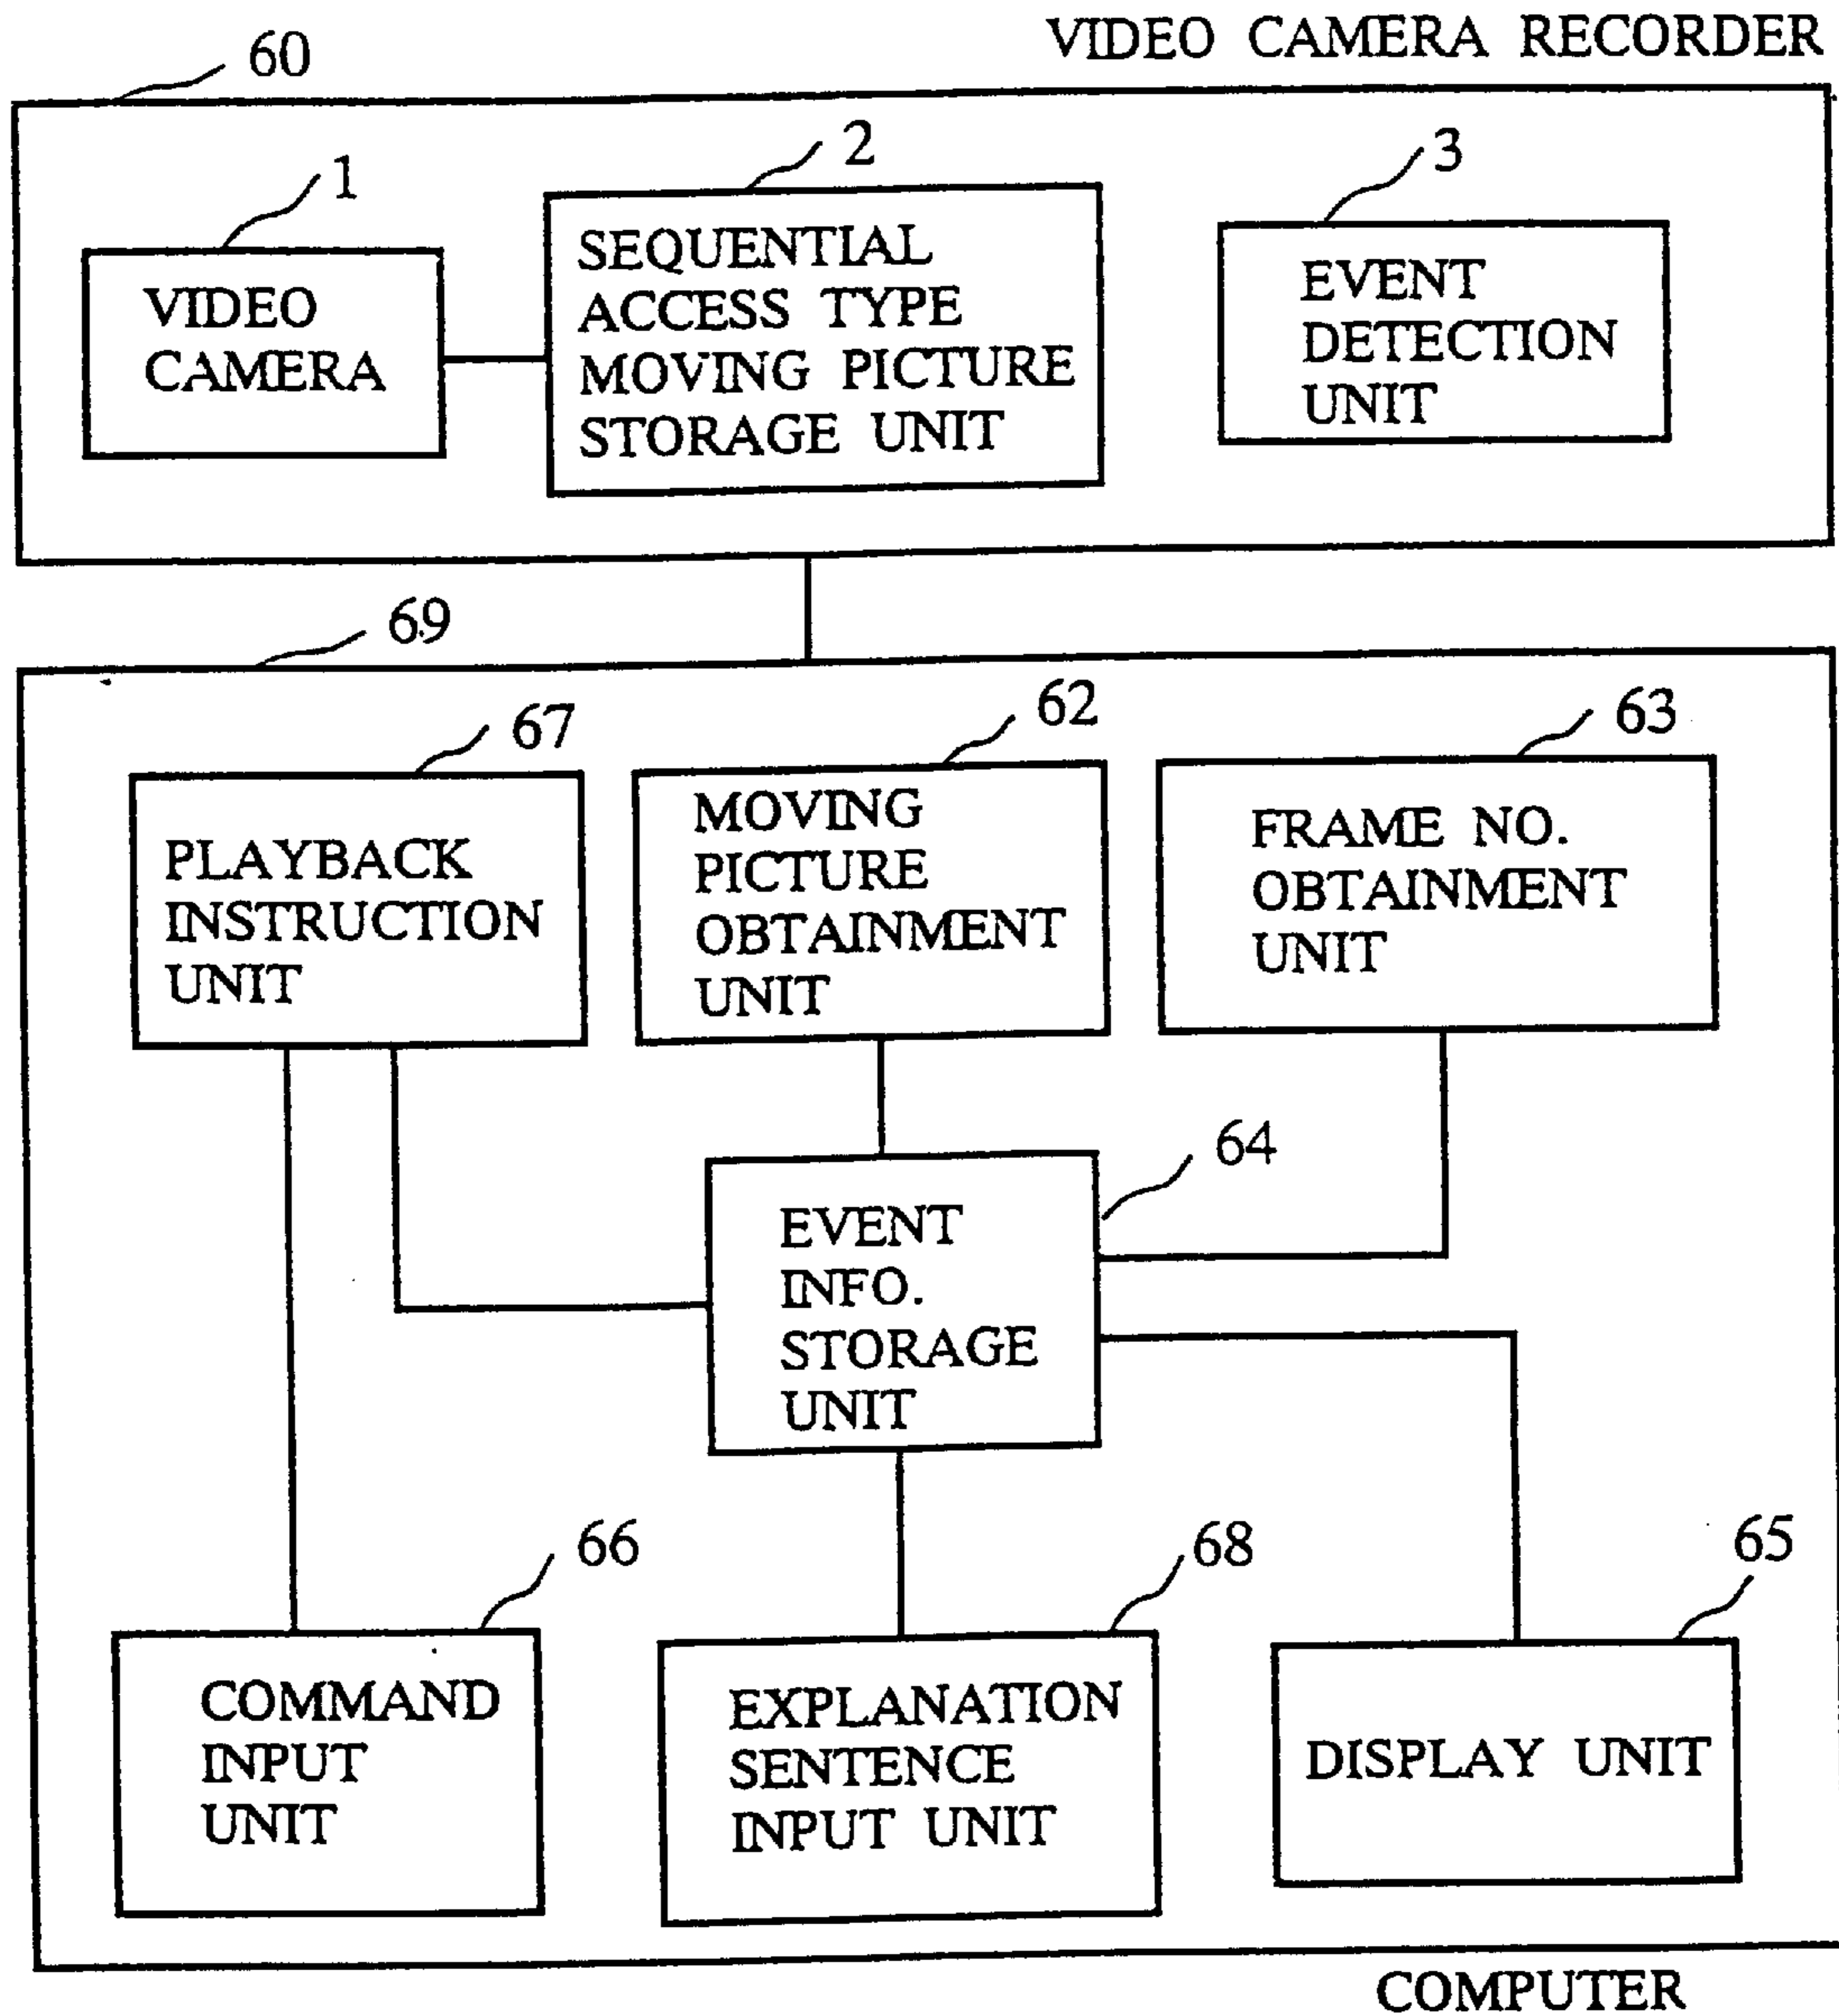 VIDEO CAMERA RECORDER
60
1
2
3
VIDEO
CAMERA
SEQUENTIAL
ACCESS TYPE
MOVING PICTURE
STORAGE UNIT
EVENT
DETECTION
UNIT
69
67
62
63
PLAYBACK
INSTRUCTION
UNIT
MOVING
PICTURE
OBTAINMENT
UNIT
FRAME NO.
OBTAINMENT
UNIT
64
EVENT
INFO.
STORAGE
UNIT
66
68
65
COMMAND
INPUT
UNIT
EXPLANATION
SENTENCE
INPUT UNIT
DISPLAY UNIT
COMPUTER